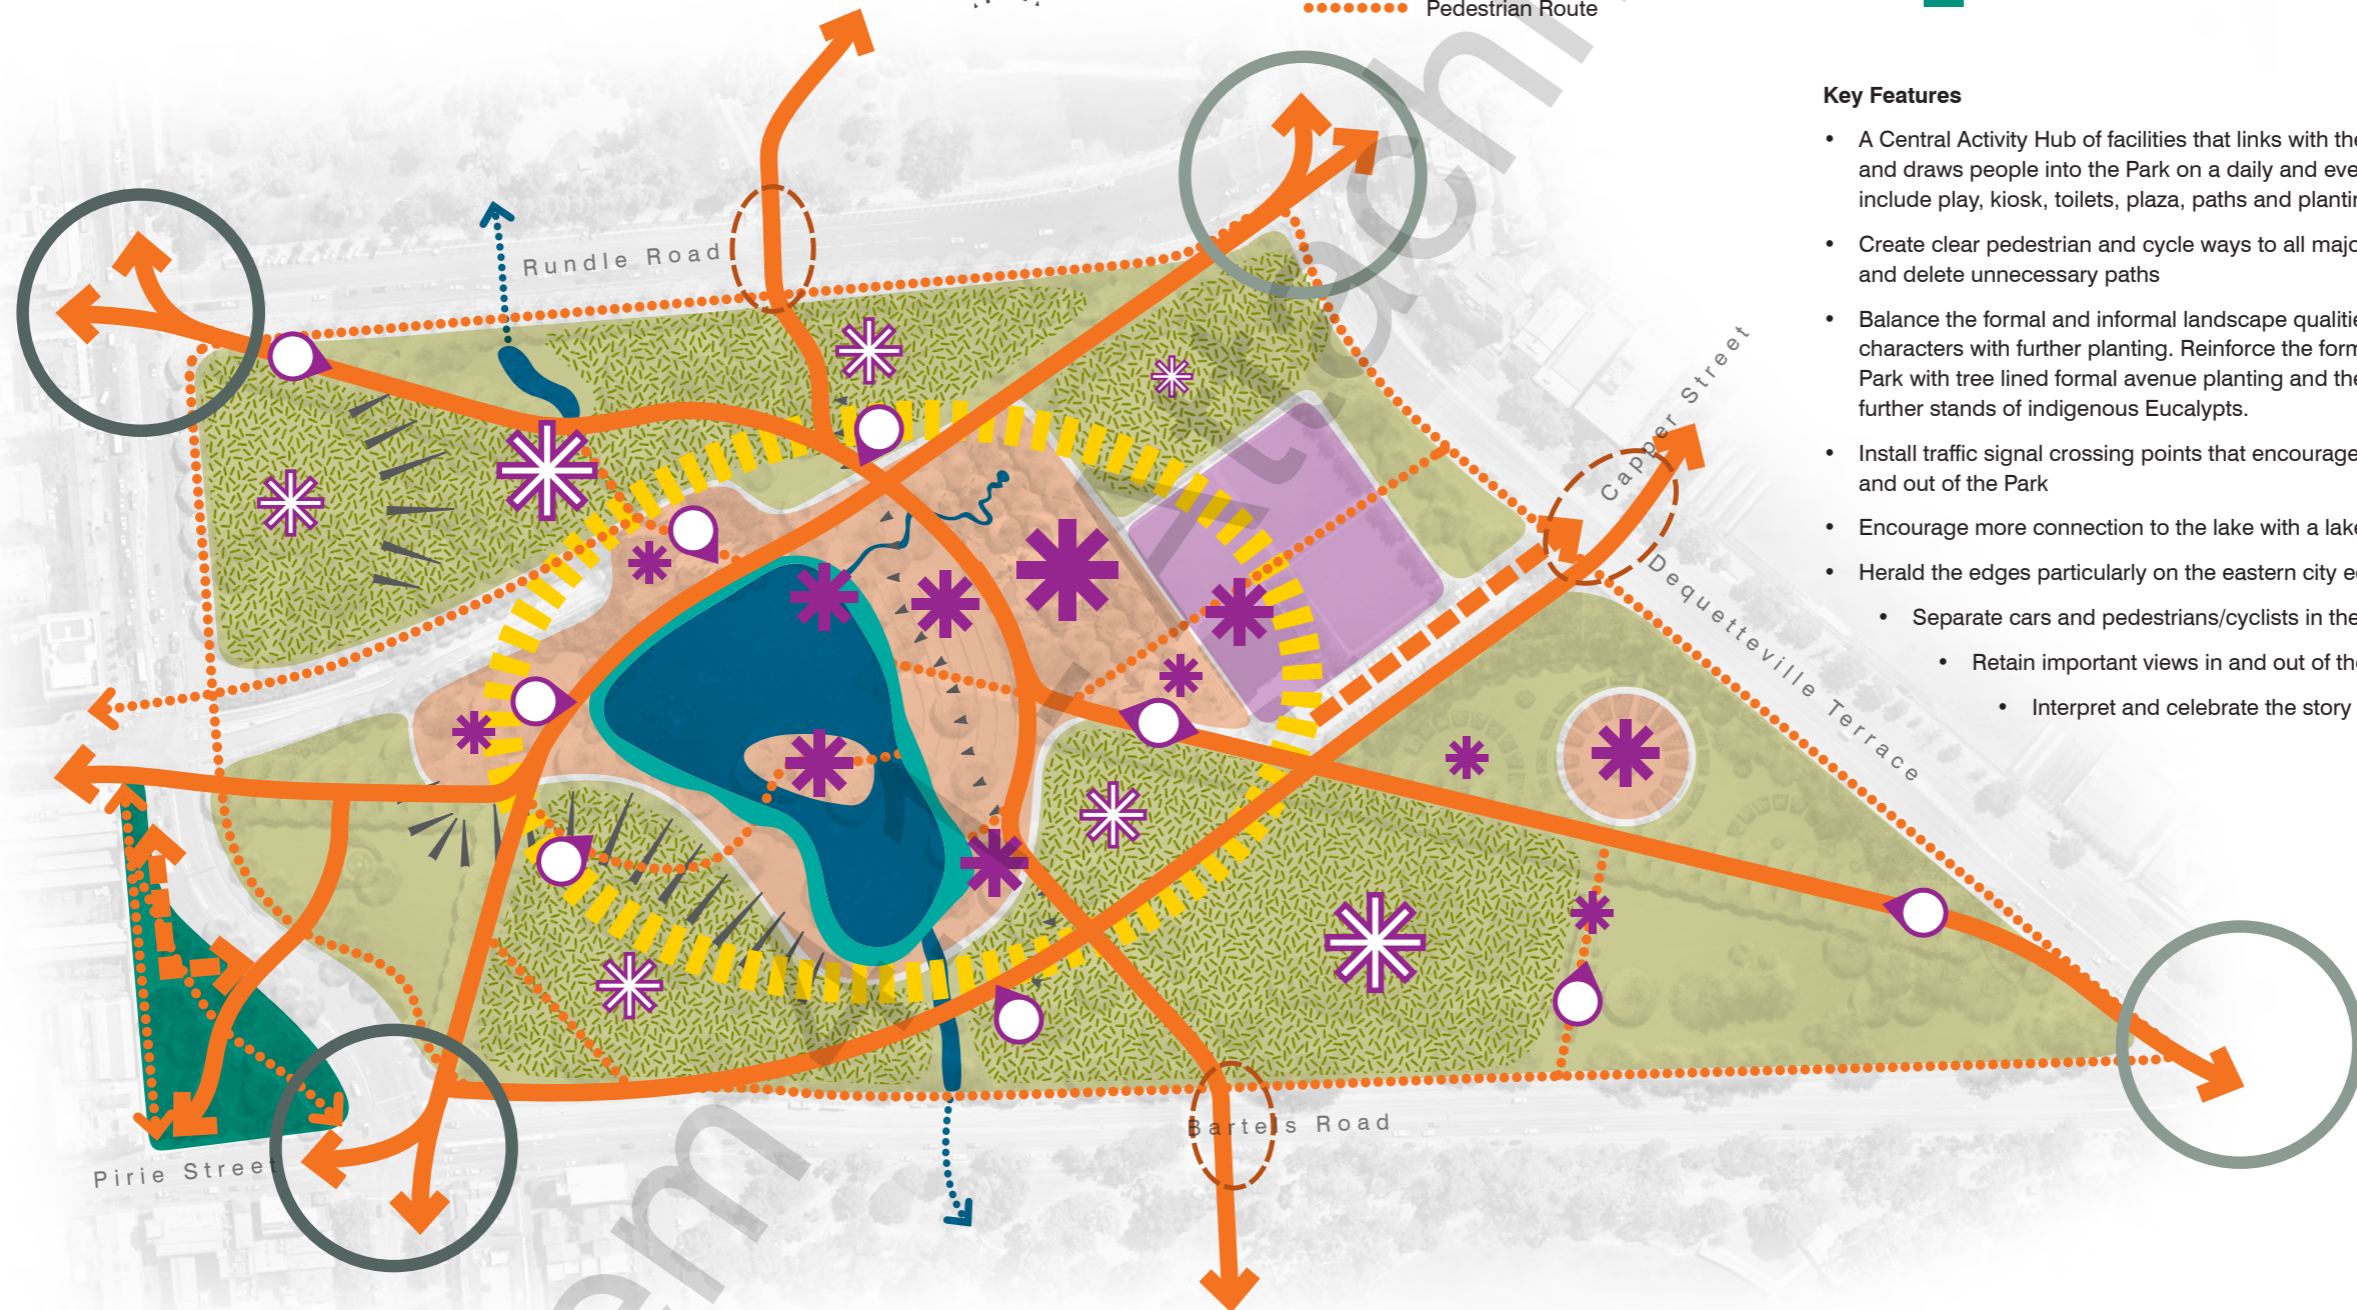 Pedestrian Route
Key Features
• A Central Activity Hub of facilities that links with the
and draws people into the Park on a daily and eve
include play, kiosk, toilets, plaza, paths and plantin
• Create clear pedestrian and cycle ways to all majo
and delete unnecessary paths
• Balance the formal and informal landscape qualitie
characters with further planting. Reinforce the form
Park with tree lined formal avenue planting and the
further stands of indigenous Eucalypts.
• Install traffic signal crossing points that encourage
and out of the Park
• Encourage more connection to the lake with a lake
• Herald the edges particularly on the eastern city e
• Separate cars and pedestrians/cyclists in the
• Retain important views in and out of the
• Interpret and celebrate the story
Rundle Road
Capper Street
Dequetteville Terrace
Bartels Road
Pirie Street